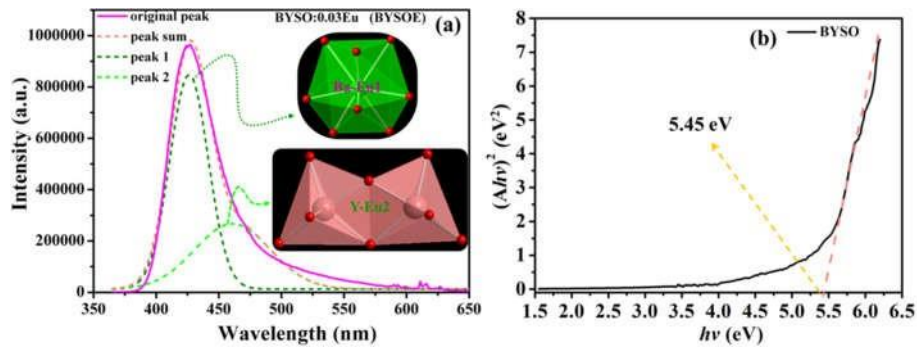 original peak
peak sum
peak 1
peak 2
BYSO:0.03Eu (BYSOE)
(a)
Ba-Eu1
Y-Eu2
Intensity (a.u.)
1000000
800000
600000
400000
200000
0
350 400 450 500 550 600 650
Wavelength (nm)
(b)
BYSO
5.45 eV
(Ahν)² (eV²)
8
7
6
5
4
3
2
1
0
1.5 2.0 2.5 3.0 3.5 4.0 4.5 5.0 5.5 6.0 6.5
hν (eV)